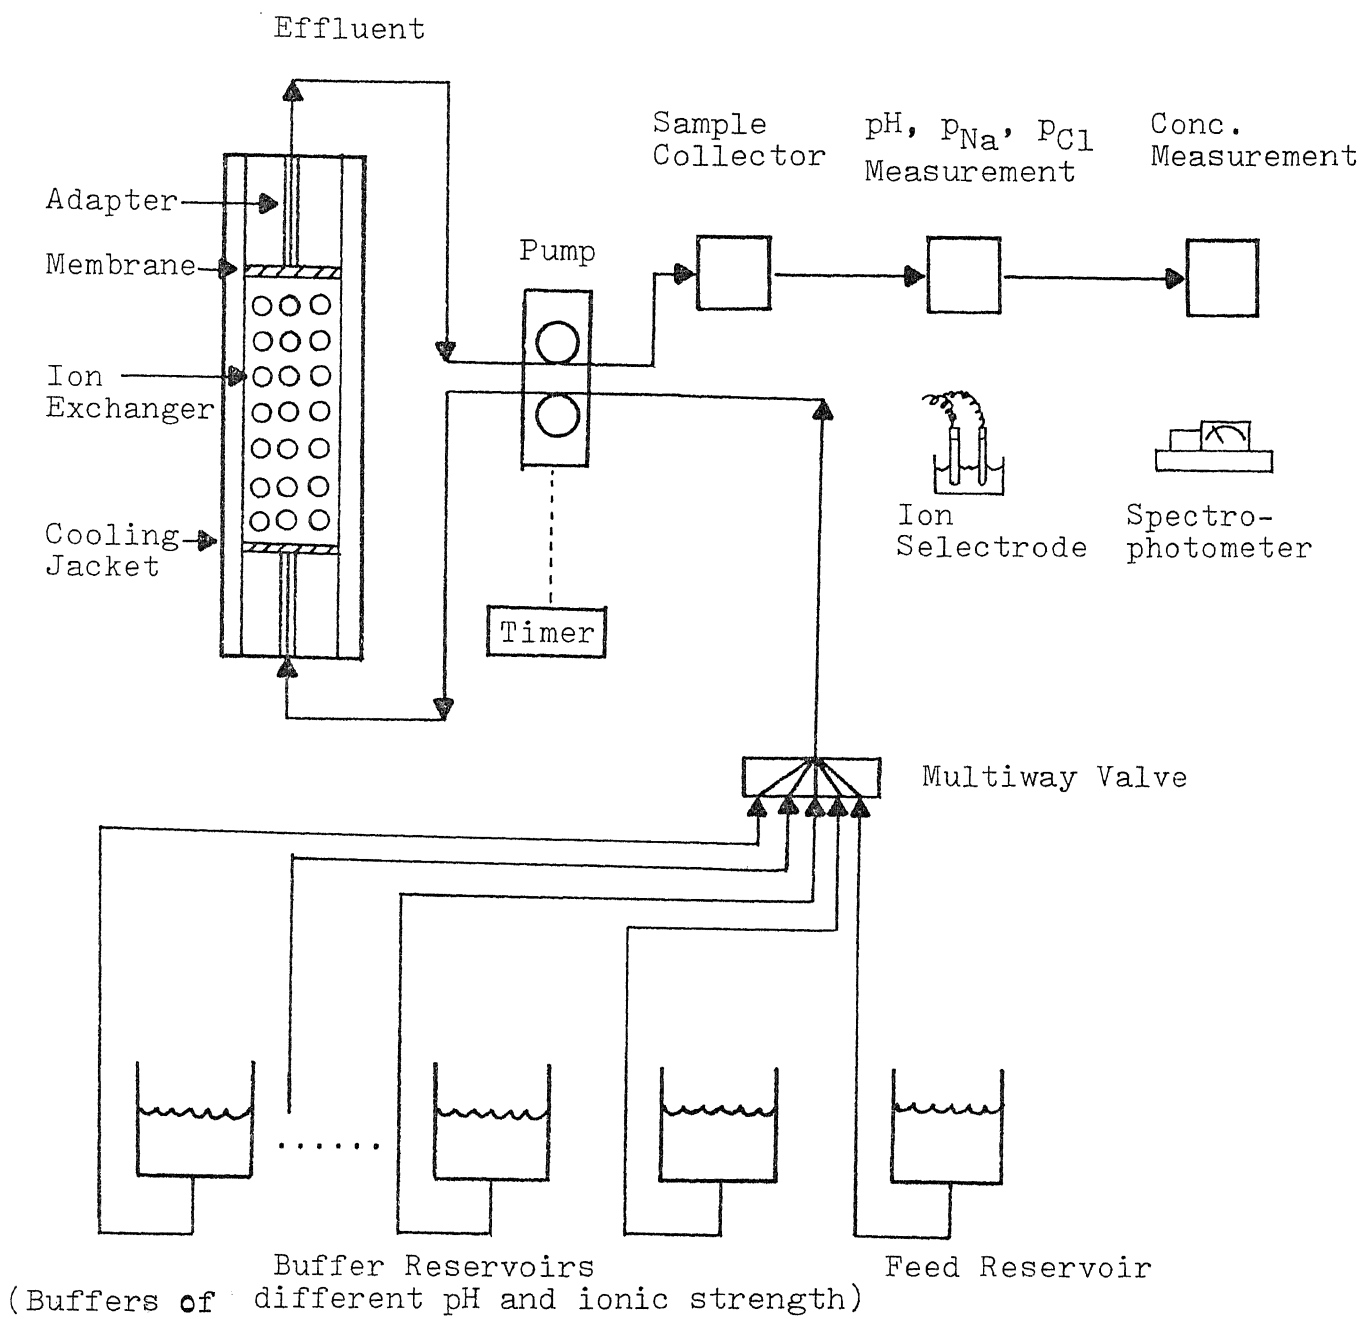 Effluent
Sample
Collector
pH, pNa, pCl
Measurement
Conc.
Measurement
Adapter
Membrane
Pump
Ion
Exchanger
Cooling
Jacket
Timer
Ion
Selectrode
Spectro-
photometer
Multiway Valve
Buffer Reservoirs
(Buffers of different pH and ionic strength)
Feed Reservoir